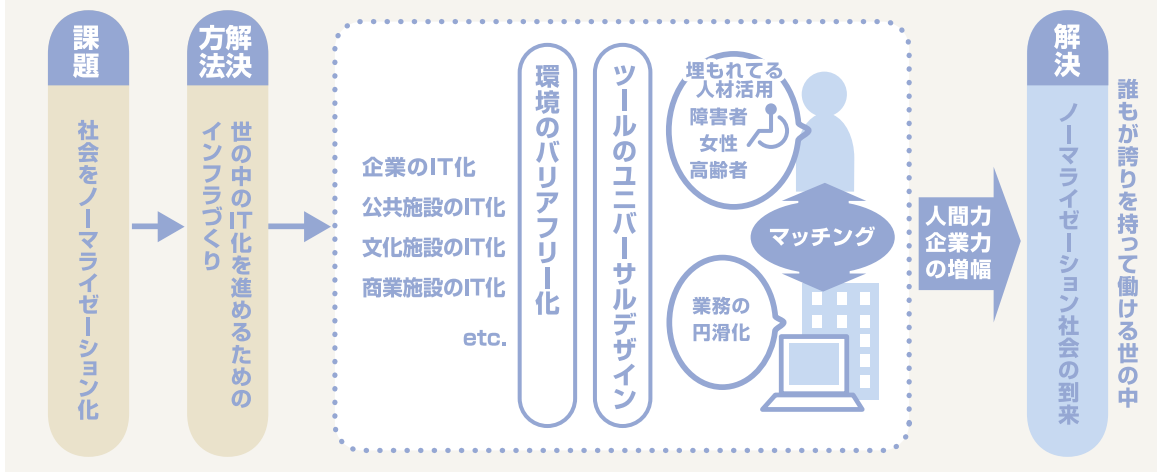 課題
社会をノーマライゼーション化
解決
方法
世の中のIT化を進めるための
インフラづくり
企業のIT化
公共施設のIT化
文化施設のIT化
商業施設のIT化
etc.
環境のバリアフリー化
ツールのユニバーサルデザイン
埋もれてる
人材活用
障害者
女性
高齢者
マッチング
業務の
円滑化
人間力
企業力
の増幅
解決
ノーマライゼーション社会の到来
誰もが誇りを持って働ける世の中